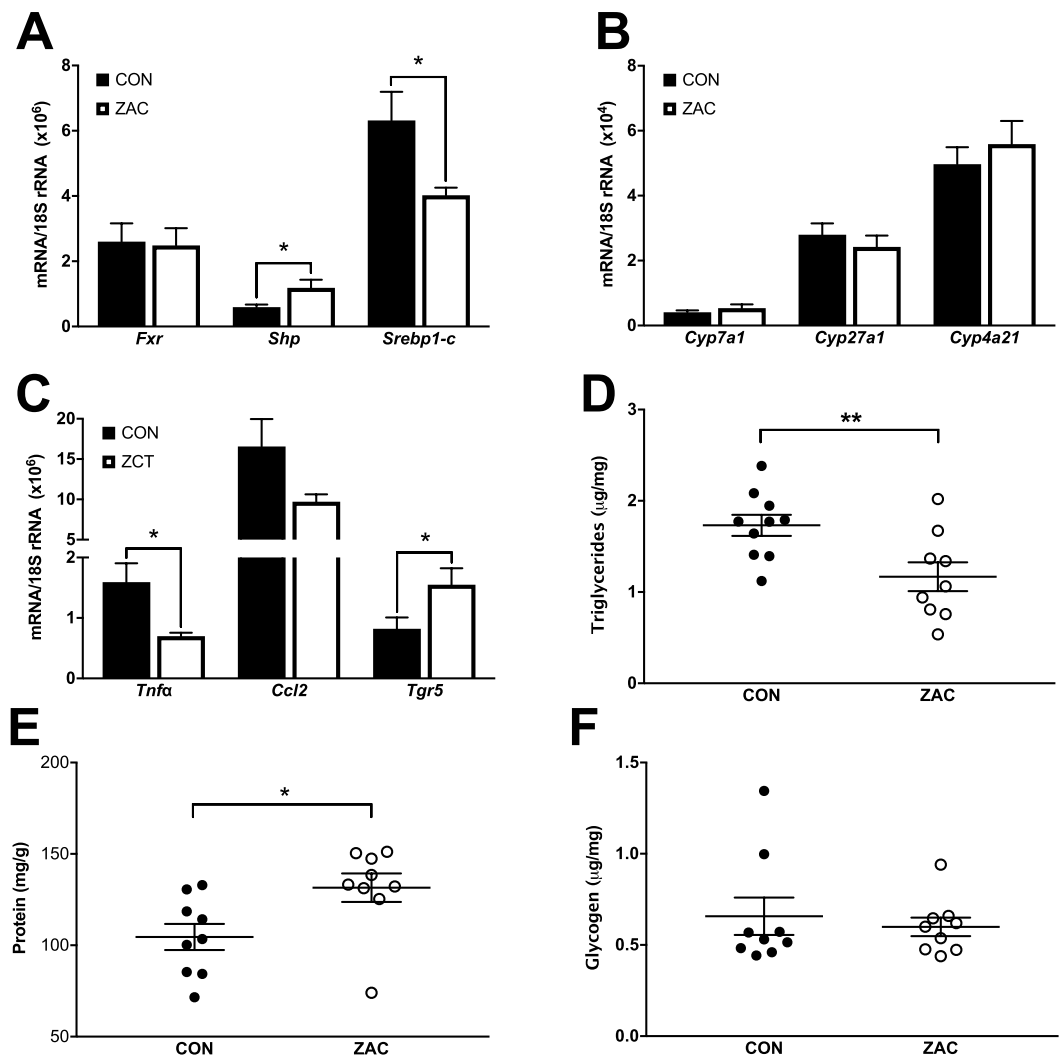 A
mRNA/18S rRNA (x10⁶)
8
6
4
2
0
CON
ZAC
*
*
Fxr
Shp
Srebp1-c
B
mRNA/18S rRNA (x10⁴)
8
6
4
2
0
CON
ZAC
Cyp7a1
Cyp27a1
Cyp4a21
C
mRNA/18S rRNA (x10⁶)
20
15
10
5
2
1
0
CON
ZCT
*
*
Tnfα
Ccl2
Tgr5
D
Triglycerides (µg/mg)
3
2
1
0
**
CON
ZAC
E
Protein (mg/g)
200
150
100
50
*
CON
ZAC
F
Glycogen (µg/mg)
1.5
1.0
0.5
0.0
CON
ZAC